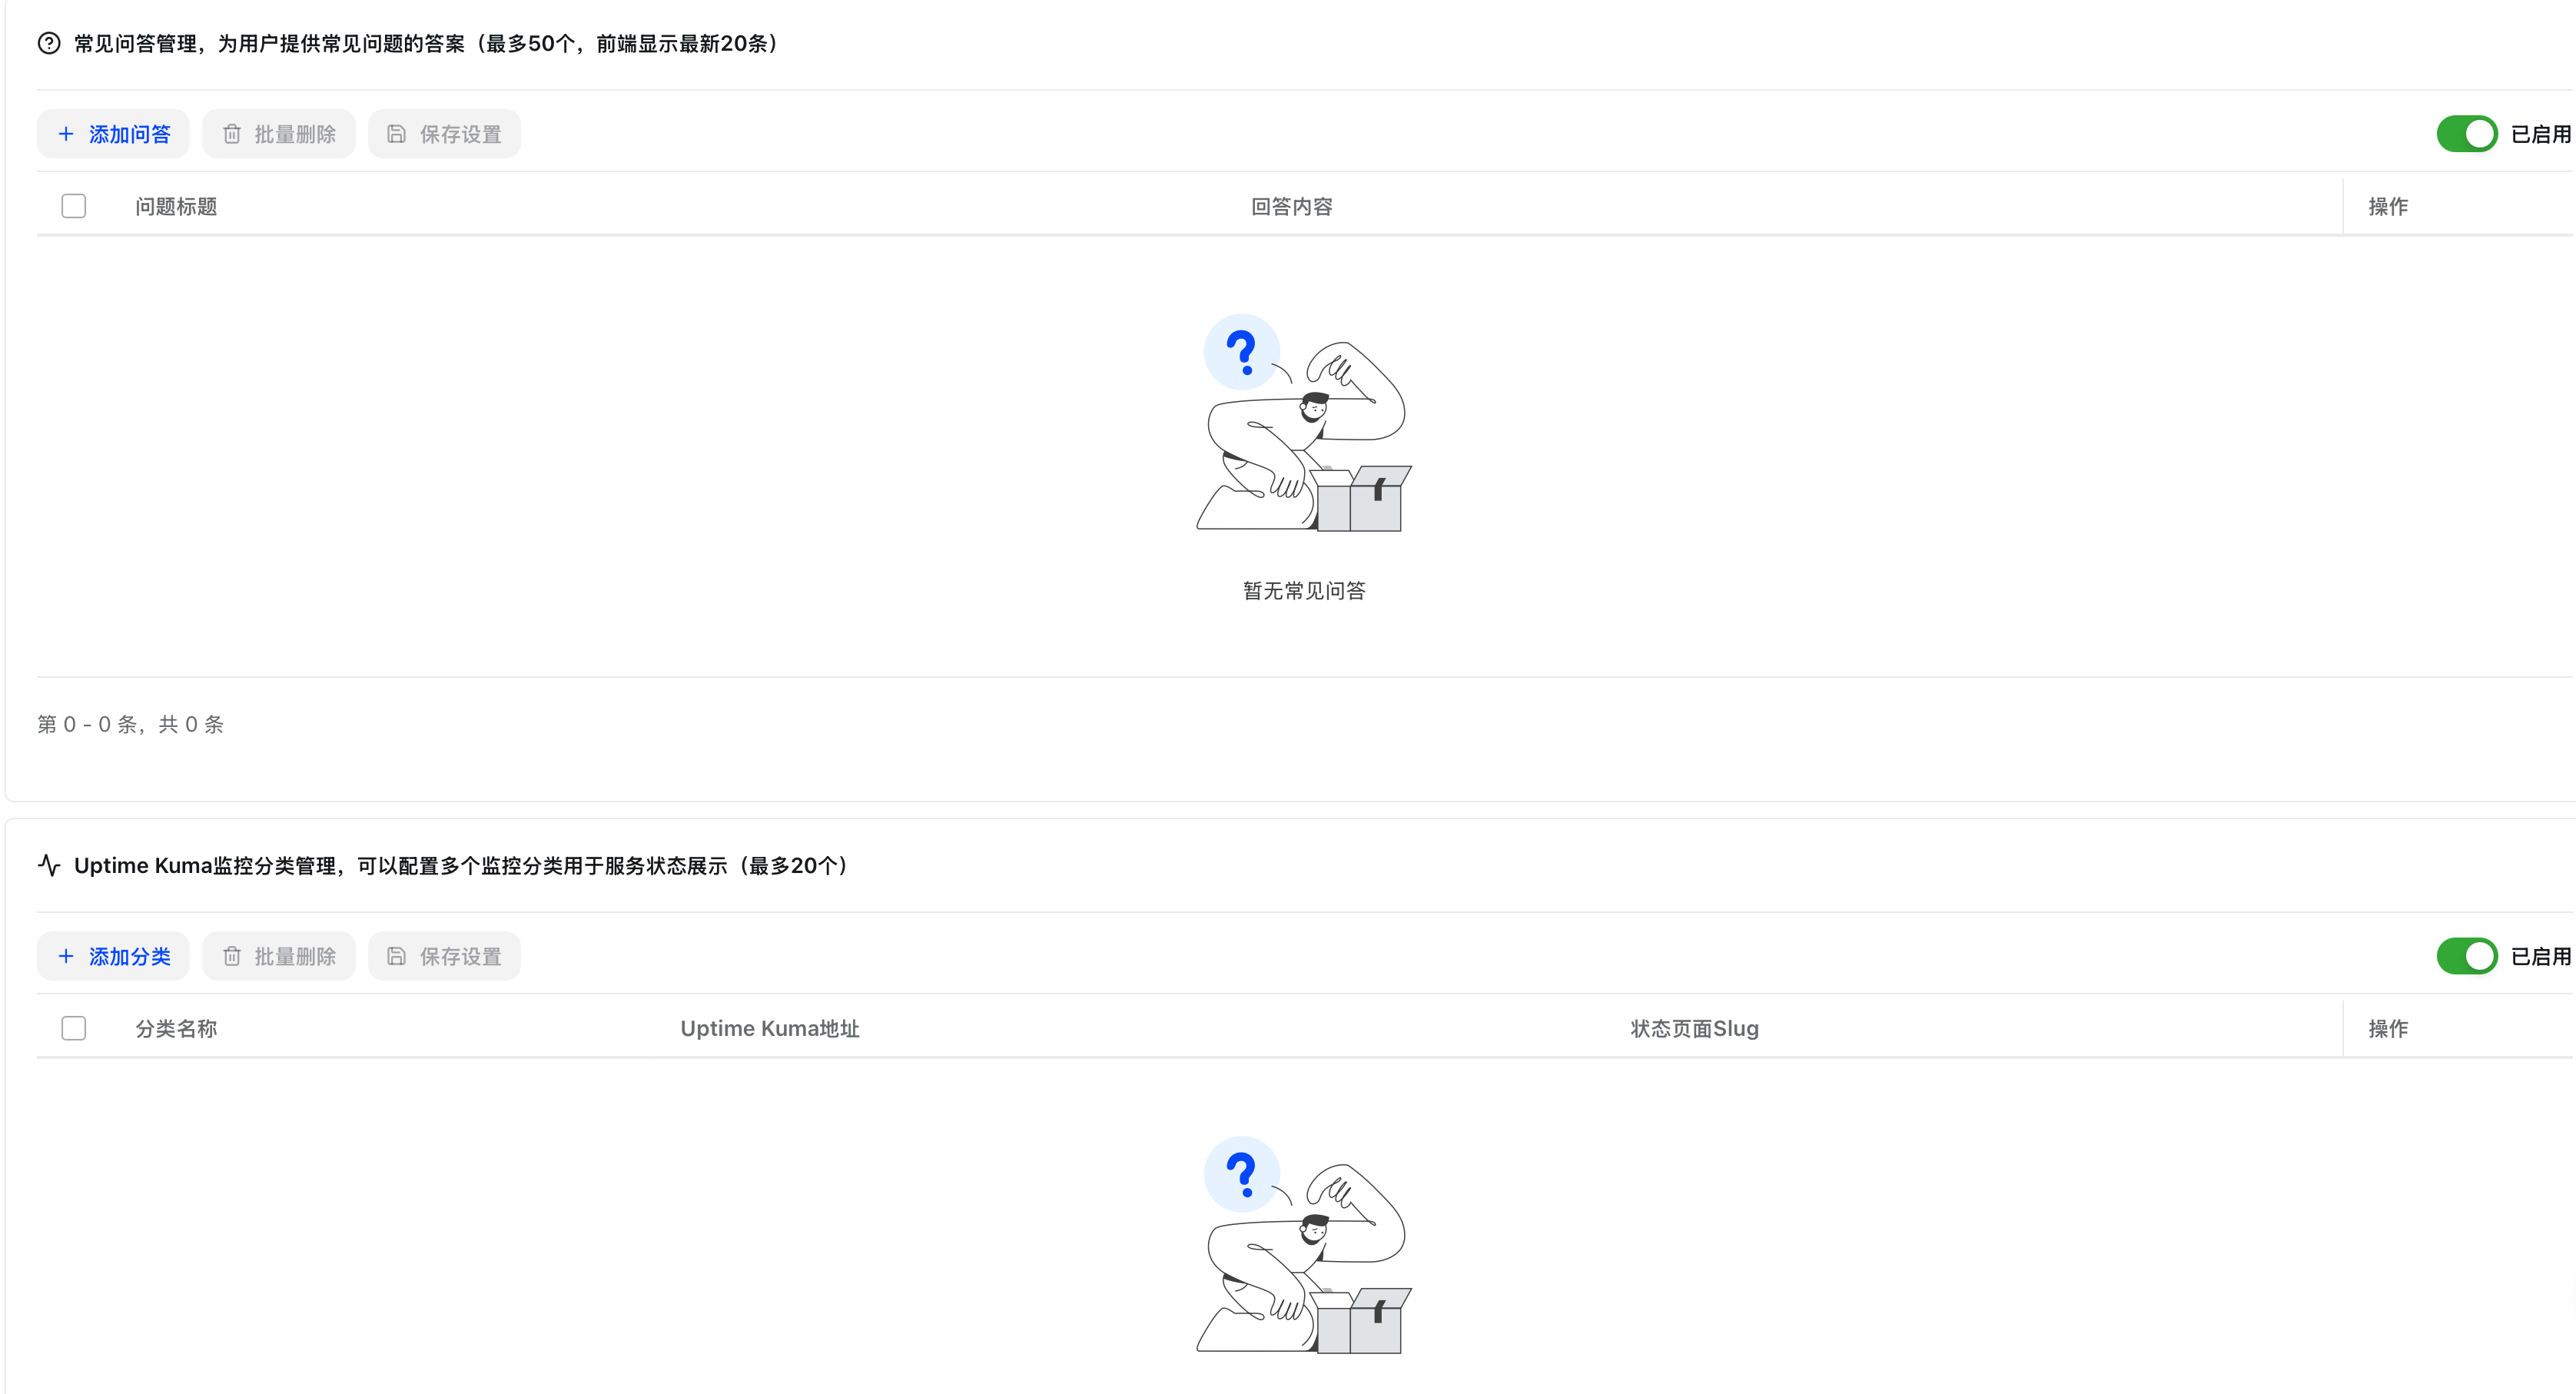 常见问答管理，为用户提供常见问题的答案（最多50个，前端显示最新20条）
添加问答 批量删除 保存设置 已启用
问题标题 回答内容 操作
?
暂无常见问答
第 0 - 0 条，共 0 条
Uptime Kuma监控分类管理，可以配置多个监控分类用于服务状态展示（最多20个）
添加分类 批量删除 保存设置 已启用
分类名称 Uptime Kuma地址 状态页面Slug 操作
?